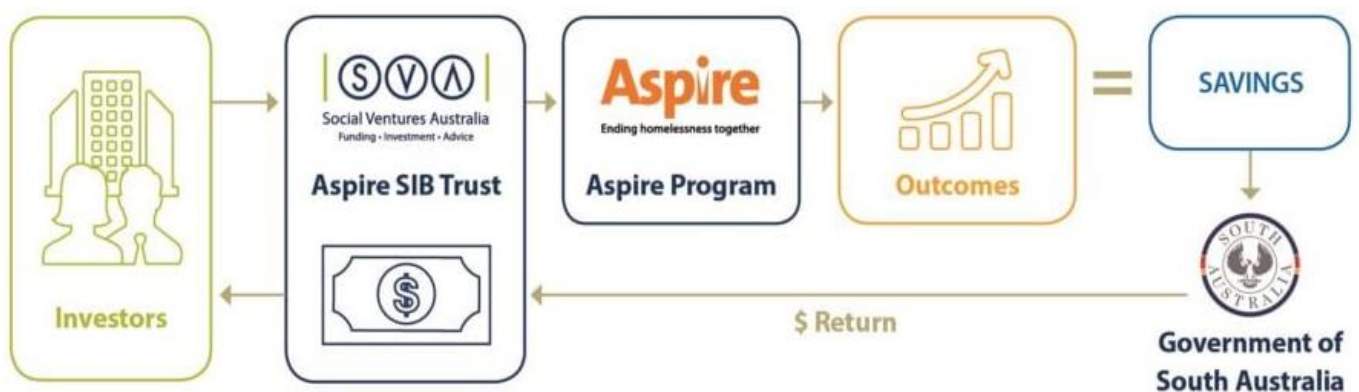 SVA
Social Ventures Australia
Funding • Investment • Advice
Aspire SIB Trust
$
Investors
Aspire
Ending homelessness together
Aspire Program
Outcomes
=
SAVINGS
SOUTH
AUSTRALIA
$ Return
Government of
South Australia